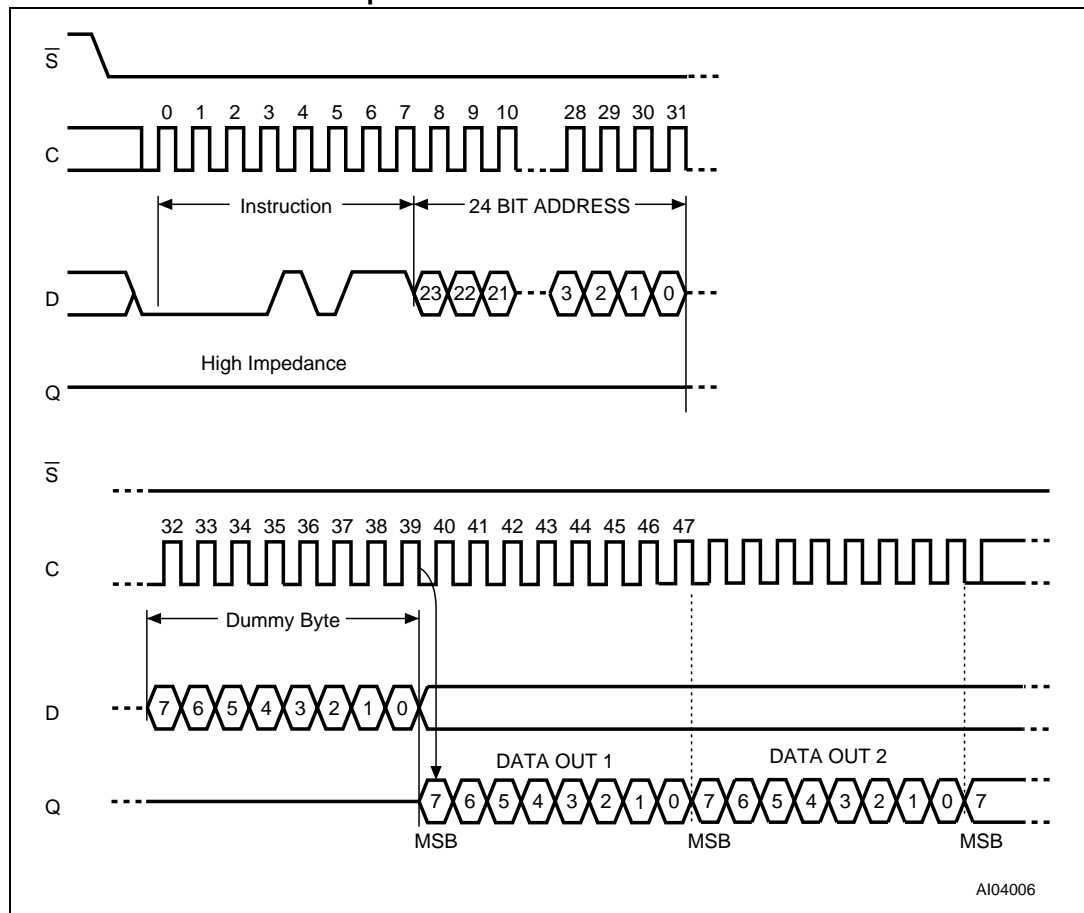 S
0 1 2 3 4 5 6 7 8 9 10 28 29 30 31
C
Instruction 24 BIT ADDRESS
D 23 22 21 3 2 1 0
High Impedance
Q
S
32 33 34 35 36 37 38 39 40 41 42 43 44 45 46 47
C
Dummy Byte
D 7 6 5 4 3 2 1 0
DATA OUT 1 DATA OUT 2
Q 7 6 5 4 3 2 1 0 7 6 5 4 3 2 1 0 7
MSB MSB MSB
AI04006